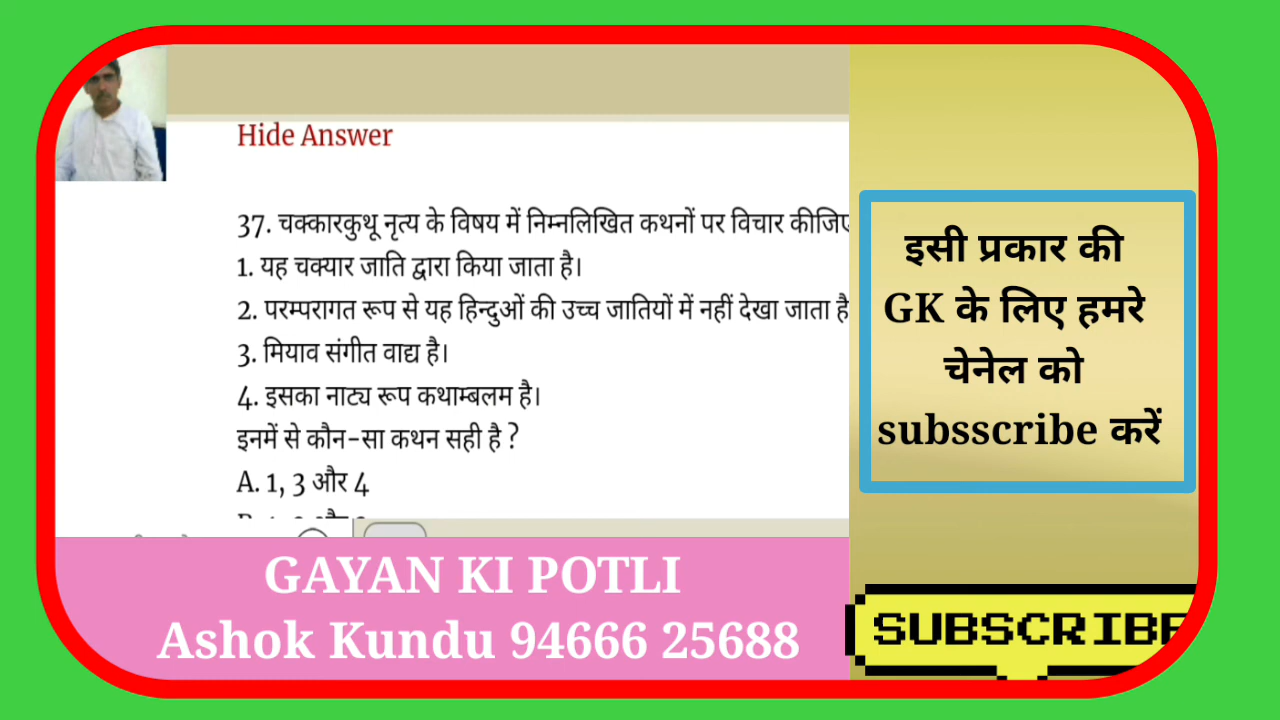 Hide Answer
37. चक्कारकुथू नृत्य के विषय में निम्नलिखित कथनों पर विचार
1. यह चक्यार जाति द्वारा किया जाता है।
2. परम्परागत रूप से यह हिन्दुओं की उच्च जातियों में नहीं देखा जाता है
3. मियाव संगीत वाद्य है।
4. इसका नाट्य रूप कथाम्बलम है।
इनमें से कौन-सा कथन सही है ?
A. 1, 3 और 4
इसी प्रकार की
GK के लिए हमरे
चेनेल को
subsscribe करें
SUBSCRIBE
GAYAN KI POTLI
Ashok Kundu 94666 25688